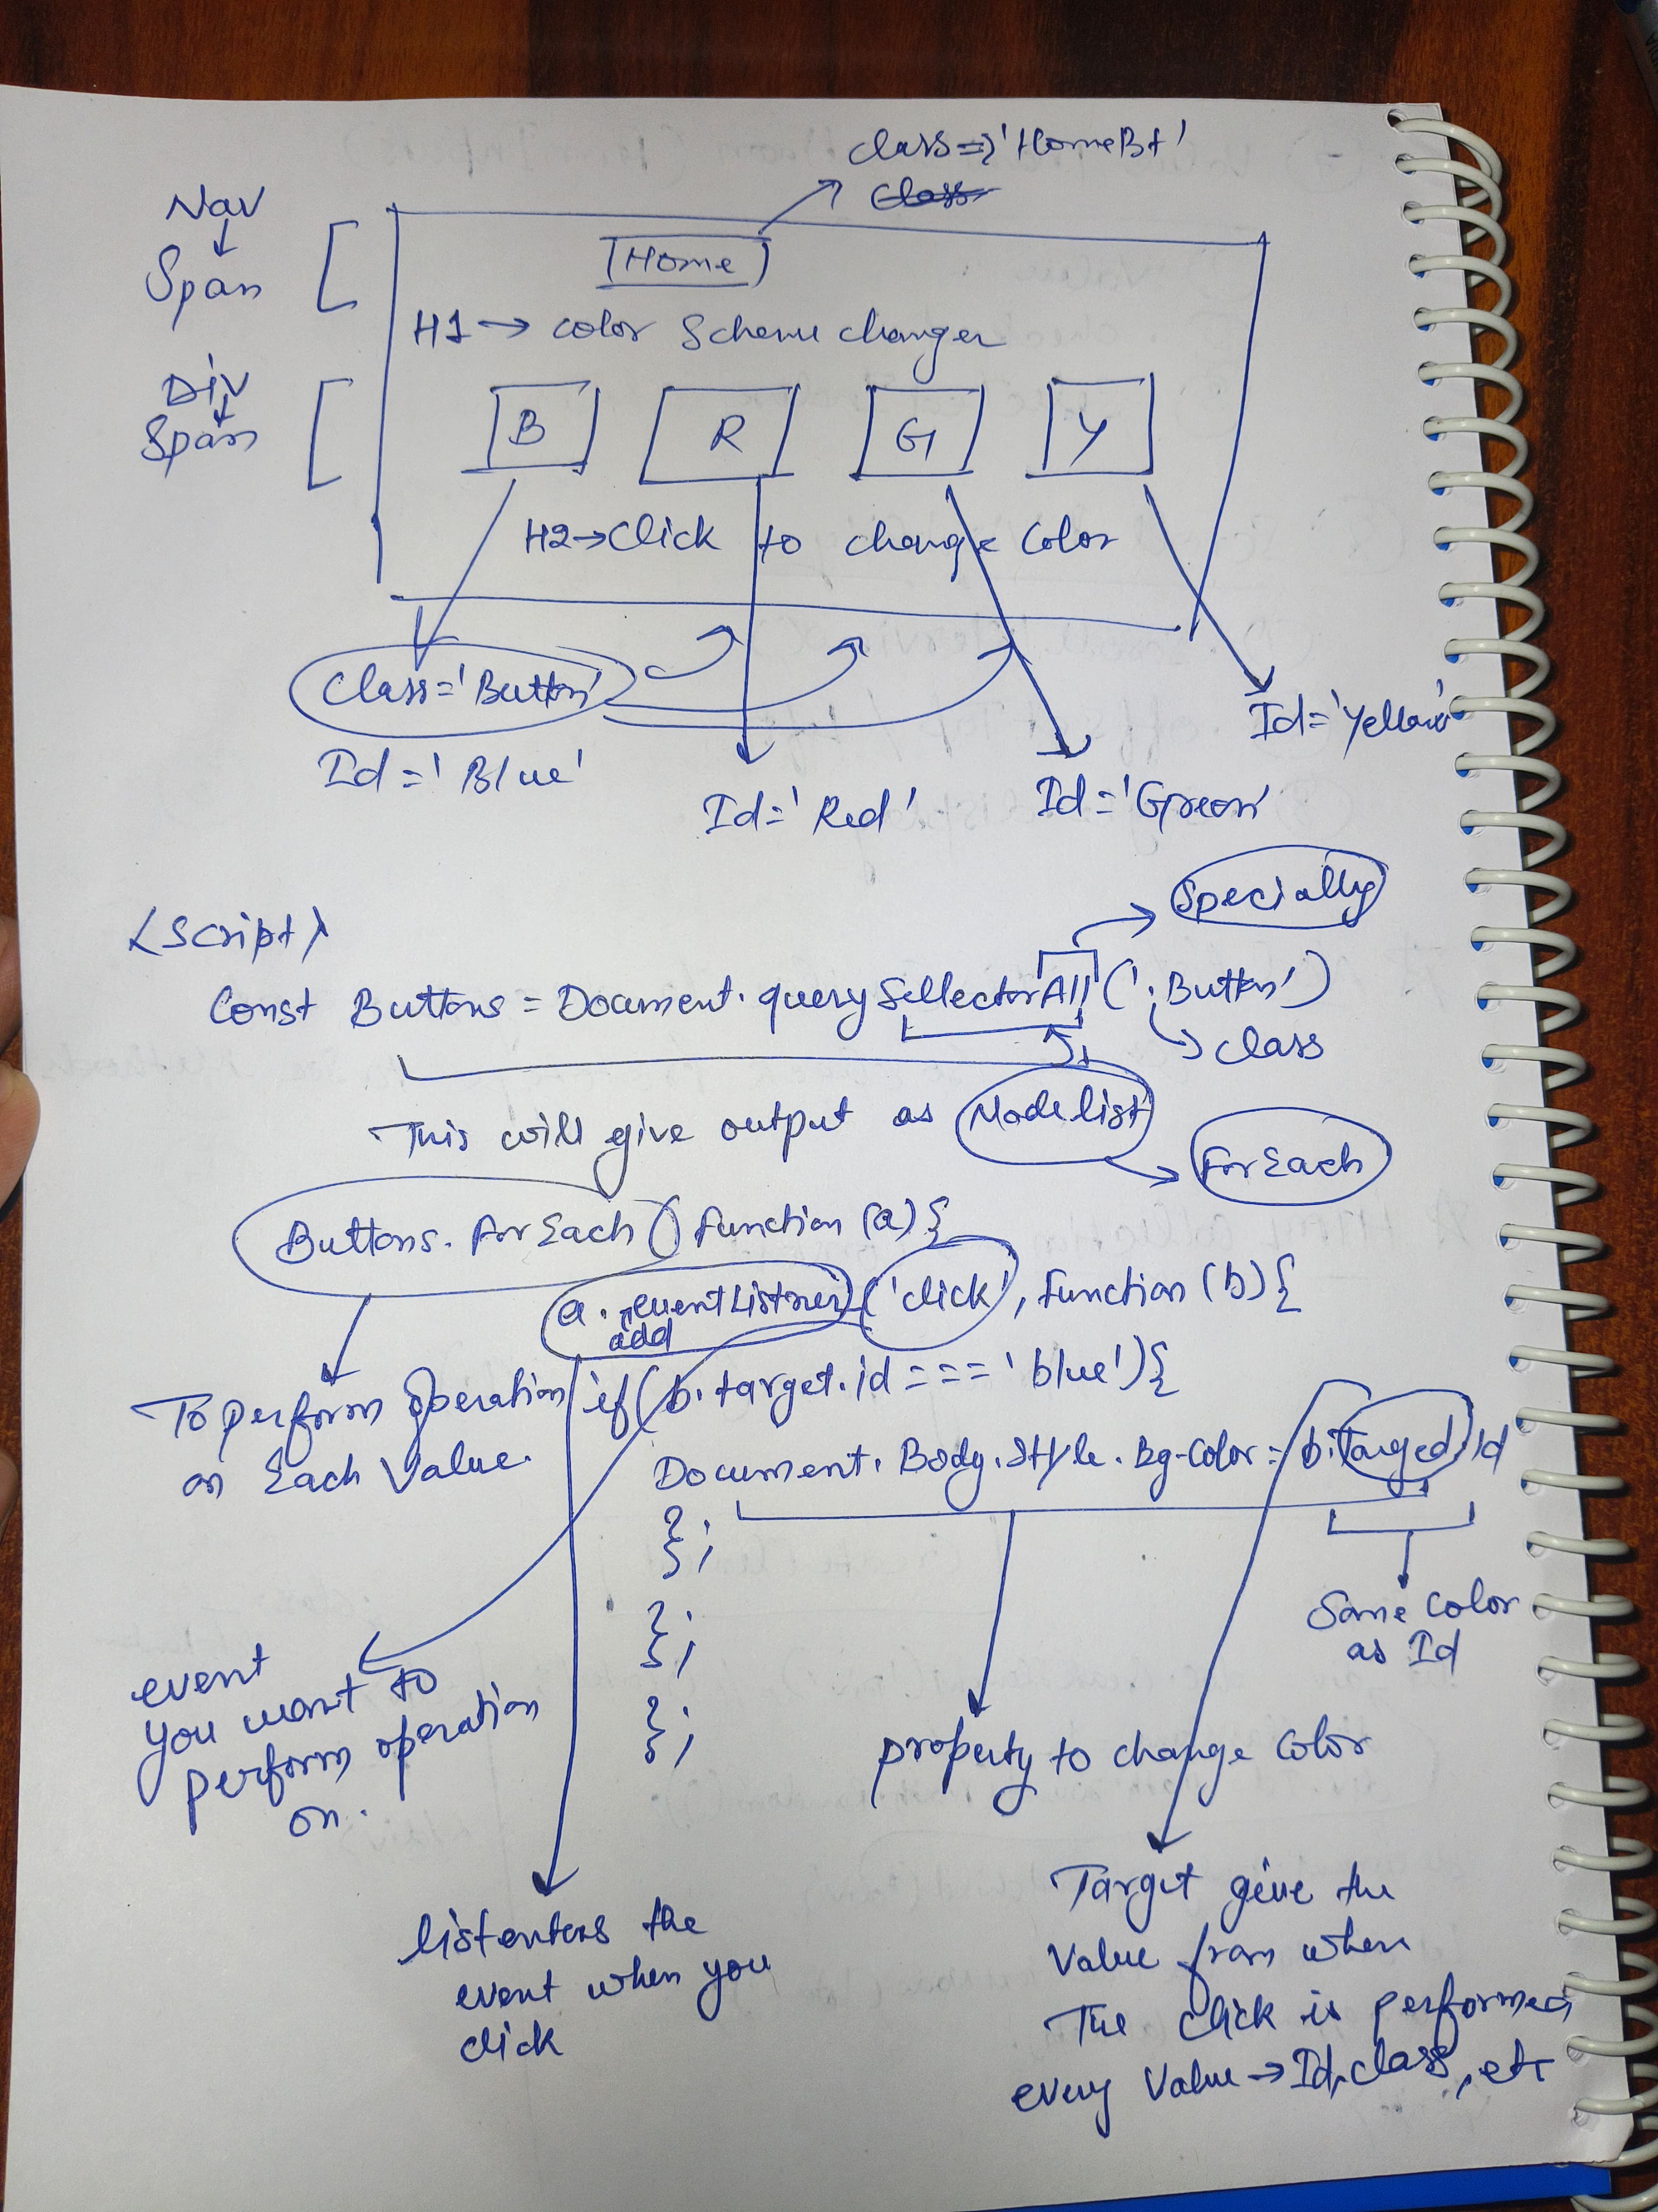 class => 'HomeBt'
class
Nav
↓
Span
[Home]
H1 → color Scheme changer
Div
↓
Span
B R G Y
H2 → Click to change Color
Class = 'Button'
Id = 'Blue'
Id = 'Red'
Id = 'Green'
Id = 'Yellow'
Specially
<Script>
Const Buttons = Document.querySellectorAll('.Button')
class
This will give output as Nodelist
ForEach
Buttons.ForEach(function(a){
a.eventListner('click', function(b){
add
if(b.target.id === 'blue'){
To perform operation
on Each Value.
Document.Body.Style.Bg-Color = b.Targed.Id
};
};
};
Same Color
as Id
event
you want to
perform operation
on.
property to change Color
listenters the
event when you
click
Target give the
Value from where
The click is performed,
every Value → Id, class, etc